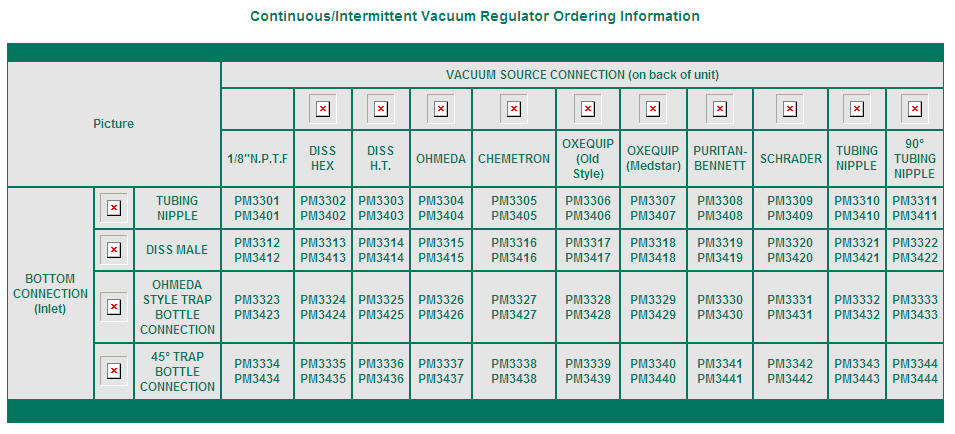 Continuous/Intermittent Vacuum Regulator Ordering Information
VACUUM SOURCE CONNECTION (on back of unit)
Picture
1/8"N.P.T.F
DISS
HEX
DISS
H.T.
OHMEDA
CHEMETRON
OXEQUIP
(Old
Style)
OXEQUIP
(Medstar)
PURITAN-
BENNETT
SCHRADER
TUBING
NIPPLE
90°
TUBING
NIPPLE
BOTTOM
CONNECTION
(Inlet)
TUBING
NIPPLE
PM3301 PM3302 PM3303 PM3304 PM3305 PM3306 PM3307 PM3308 PM3309 PM3310 PM3311
PM3401 PM3402 PM3403 PM3404 PM3405 PM3406 PM3407 PM3408 PM3409 PM3410 PM3411
DISS MALE
PM3312 PM3313 PM3314 PM3315 PM3316 PM3317 PM3318 PM3319 PM3320 PM3321 PM3322
PM3412 PM3413 PM3414 PM3415 PM3416 PM3417 PM3418 PM3419 PM3420 PM3421 PM3422
OHMEDA
STYLE TRAP
BOTTLE
CONNECTION
PM3323 PM3324 PM3325 PM3326 PM3327 PM3328 PM3329 PM3330 PM3331 PM3332 PM3333
PM3423 PM3424 PM3425 PM3426 PM3427 PM3428 PM3429 PM3430 PM3431 PM3432 PM3433
45° TRAP
BOTTLE
CONNECTION
PM3334 PM3335 PM3336 PM3337 PM3338 PM3339 PM3340 PM3341 PM3342 PM3343 PM3344
PM3434 PM3435 PM3436 PM3437 PM3438 PM3439 PM3440 PM3441 PM3442 PM3443 PM3444